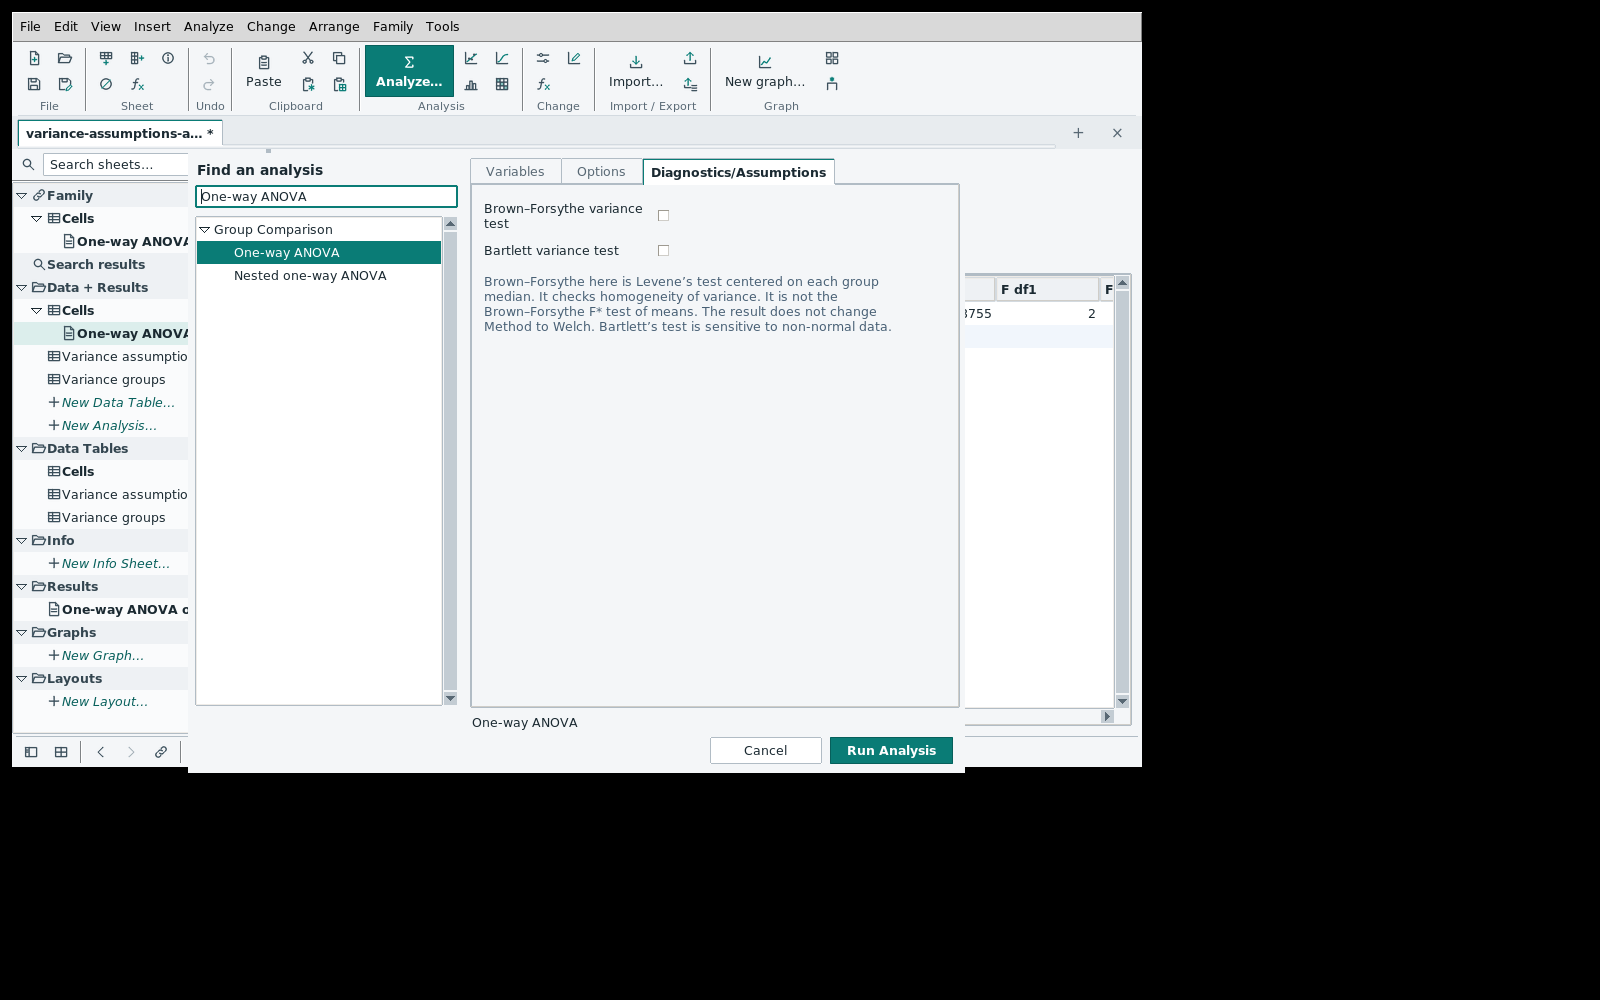 File Edit View Insert Analyze Change Arrange Family Tools
Paste
Analyze...
Import...
New graph...
File Sheet Undo Clipboard Analysis Change Import / Export Graph
variance-assumptions-a... *
Search sheets...
Family
Cells
One-way ANOVA
Search results
Data + Results
Cells
One-way ANOVA
Variance assumptio
Variance groups
New Data Table...
New Analysis...
Data Tables
Cells
Variance assumptio
Variance groups
Info
New Info Sheet...
Results
One-way ANOVA o
Graphs
New Graph...
Layouts
New Layout...
Find an analysis
One-way ANOVA
Group Comparison
One-way ANOVA
Nested one-way ANOVA
Variables Options Diagnostics/Assumptions
Brown–Forsythe variance
test
Bartlett variance test
Brown–Forsythe here is Levene’s test centered on each group
median. It checks homogeneity of variance. It is not the
Brown–Forsythe F* test of means. The result does not change
Method to Welch. Bartlett’s test is sensitive to non-normal data.
One-way ANOVA
Cancel Run Analysis
F df1 F
3755 2